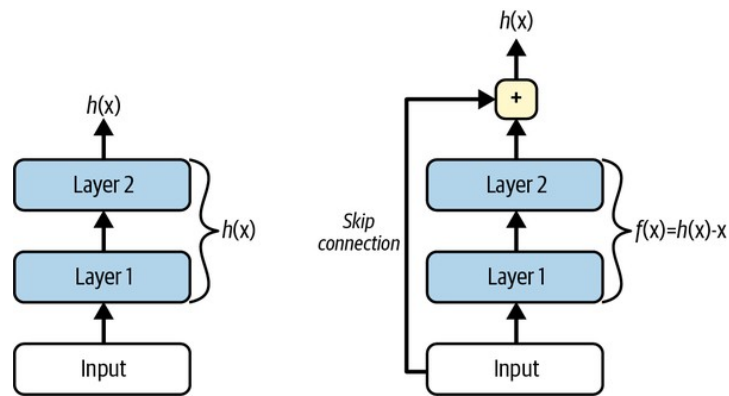 h(x)
Layer 2
h(x)
Layer 1
Input
h(x)
+
Layer 2
Skip
connection
f(x)=h(x)-x
Layer 1
Input